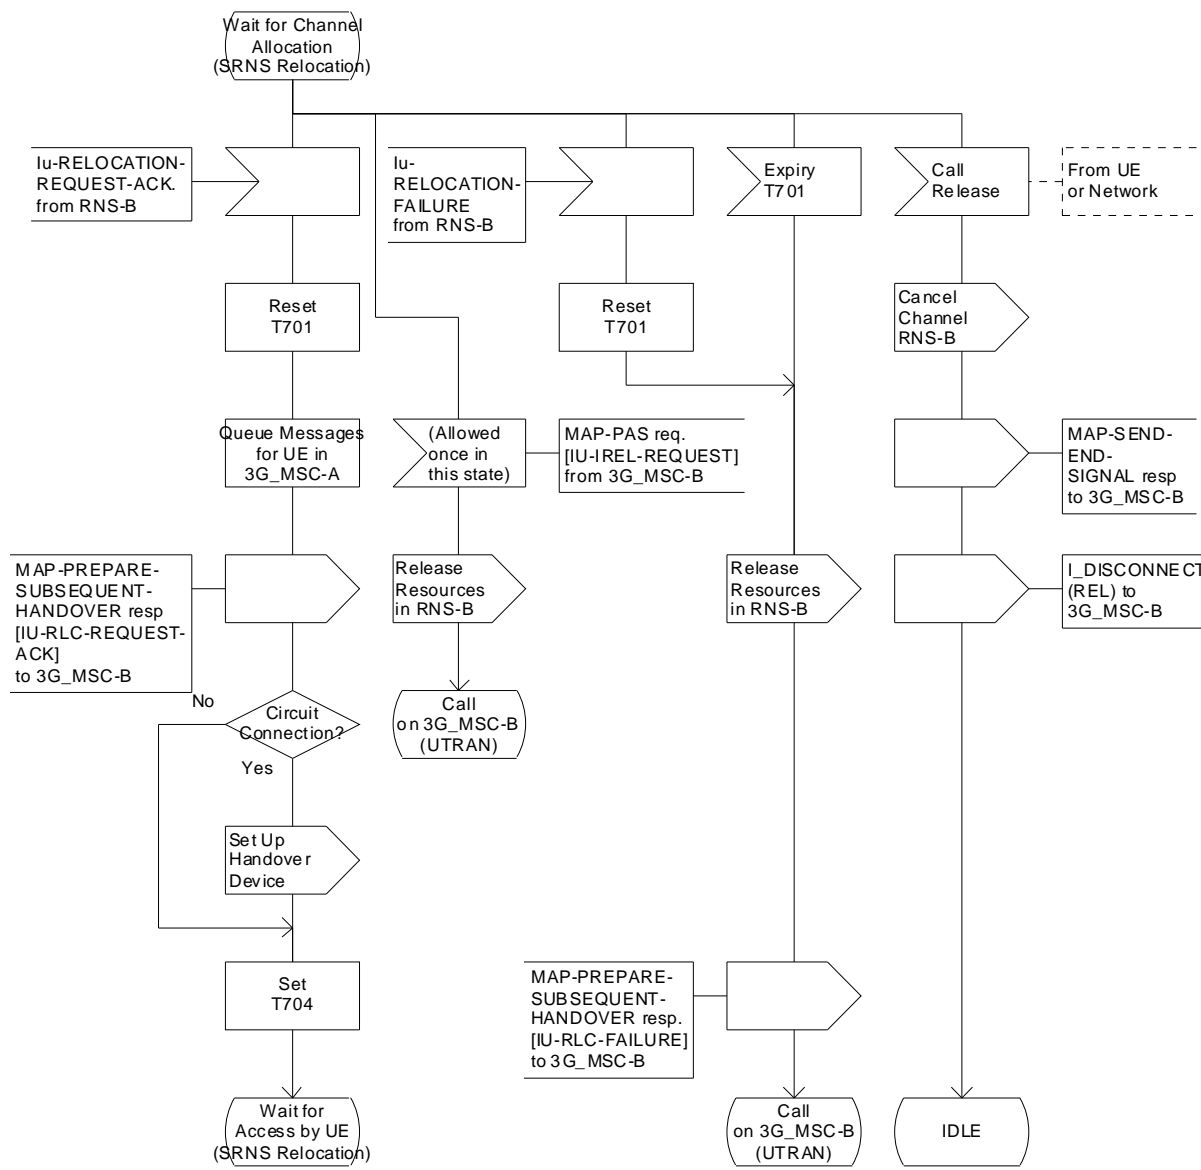 Wait for Channel
Allocation
(SRNS Relocation)
Iu-RELOCATION-
REQUEST-ACK.
from RNS-B
Iu-
RELOCATION-
FAILURE
from RNS-B
Expiry
T701
Call
Release
From UE
or Network
Reset
T701
Reset
T701
Cancel
Channel
RNS-B
Queue Messages
for UE in
3G_MSC-A
(Allowed
once in
this state)
MAP-PAS req.
[IU-IREL-REQUEST]
from 3G_MSC-B
MAP-SEND-
END-
SIGNAL resp
to 3G_MSC-B
MAP-PREPARE-
SUBSEQUENT-
HANDOVER resp
[IU-RLC-REQUEST-
ACK]
to 3G_MSC-B
Release
Resources
in RNS-B
Release
Resources
in RNS-B
I_DISCONNECT
(REL) to
3G_MSC-B
No
Circuit
Connection?
Yes
Call
on 3G_MSC-B
(UTRAN)
Set Up
Handover
Device
Set
T704
MAP-PREPARE-
SUBSEQUENT-
HANDOVER resp.
[IU-RLC-FAILURE]
to 3G_MSC-B
Wait for
Access by UE
(SRNS Relocation)
Call
on 3G_MSC-B
(UTRAN)
IDLE